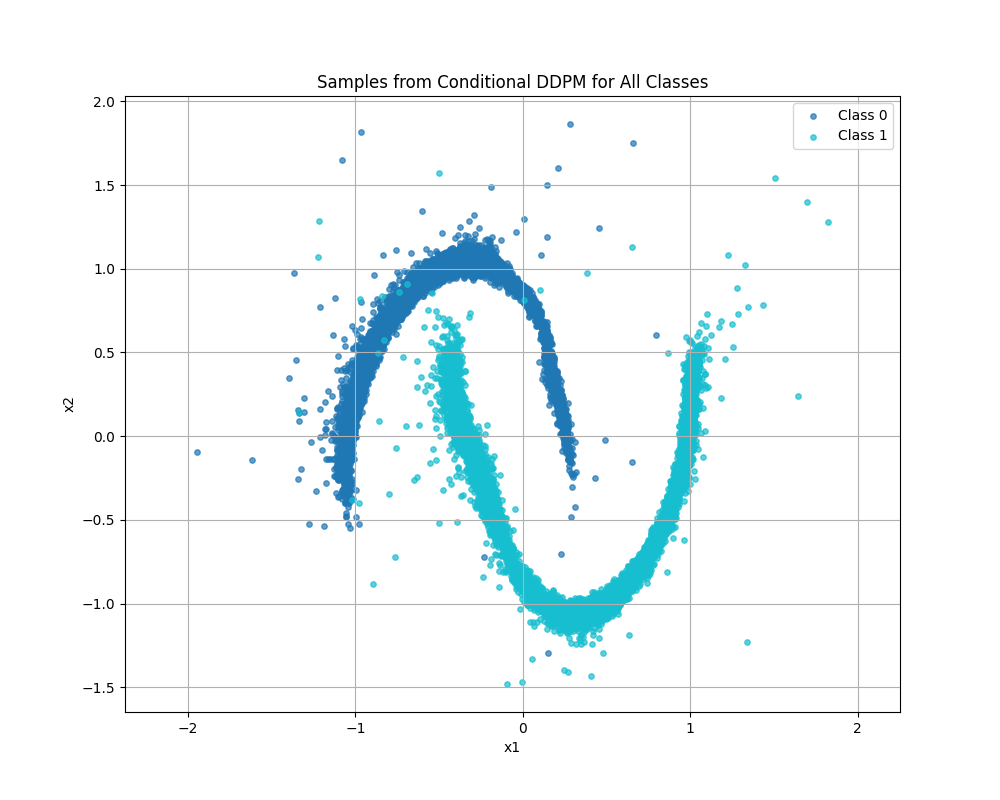 Samples from Conditional DDPM for All Classes
Class 0
Class 1
2.0
1.5
1.0
0.5
0.0
−0.5
−1.0
−1.5
x2
−2
−1
0
1
2
x1